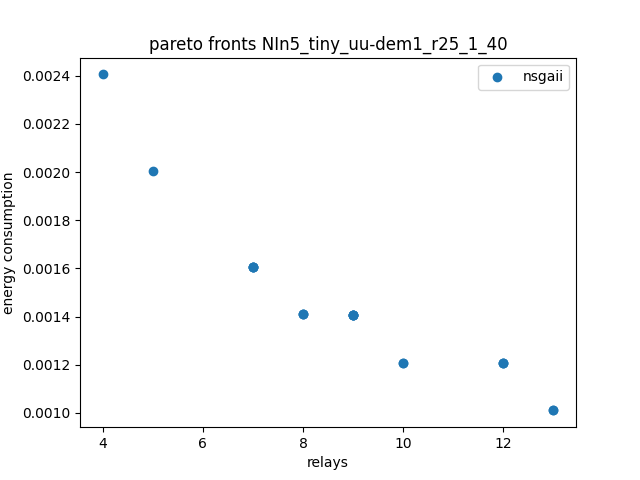 pareto fronts NIn5_tiny_uu-dem1_r25_1_40
nsgaii
0.0024
0.0022
0.0020
0.0018
0.0016
0.0014
0.0012
0.0010
energy consumption
4 6 8 10 12
relays